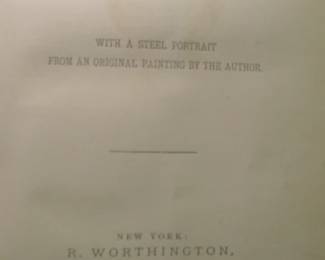 WITH A STEEL PORTRAIT
FROM AN ORIGINAL PAINTING BY THE AUTHOR.
NEW YORK:
R. WORTHINGTON,